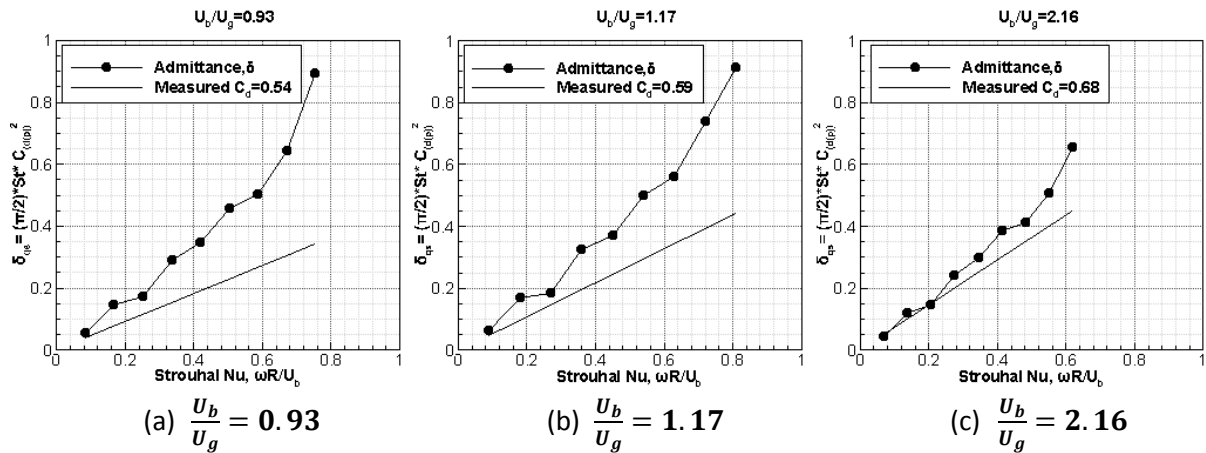 U_b/U_g=0.93
1
0.8
0.6
0.4
0.2
0
0 0.2 0.4 0.6 0.8 1
Admittance,δ
Measured C_d=0.54
δ_qs = (π/2)*St* C_(d(p))^2
Strouhal Nu, ωR/U_b
(a) U_b/U_g = 0.93
U_b/U_g=1.17
1
0.8
0.6
0.4
0.2
0
0 0.2 0.4 0.6 0.8 1
Admittance,δ
Measured C_d=0.59
δ_qs = (π/2)*St* C_(d(p))^2
Strouhal Nu, ωR/U_b
(b) U_b/U_g = 1.17
U_b/U_g=2.16
1
0.8
0.6
0.4
0.2
0
0 0.2 0.4 0.6 0.8 1
Admittance,δ
Measured C_d=0.68
δ_qs = (π/2)*St* C_(d(p))^2
Strouhal Nu, ωR/U_b
(c) U_b/U_g = 2.16